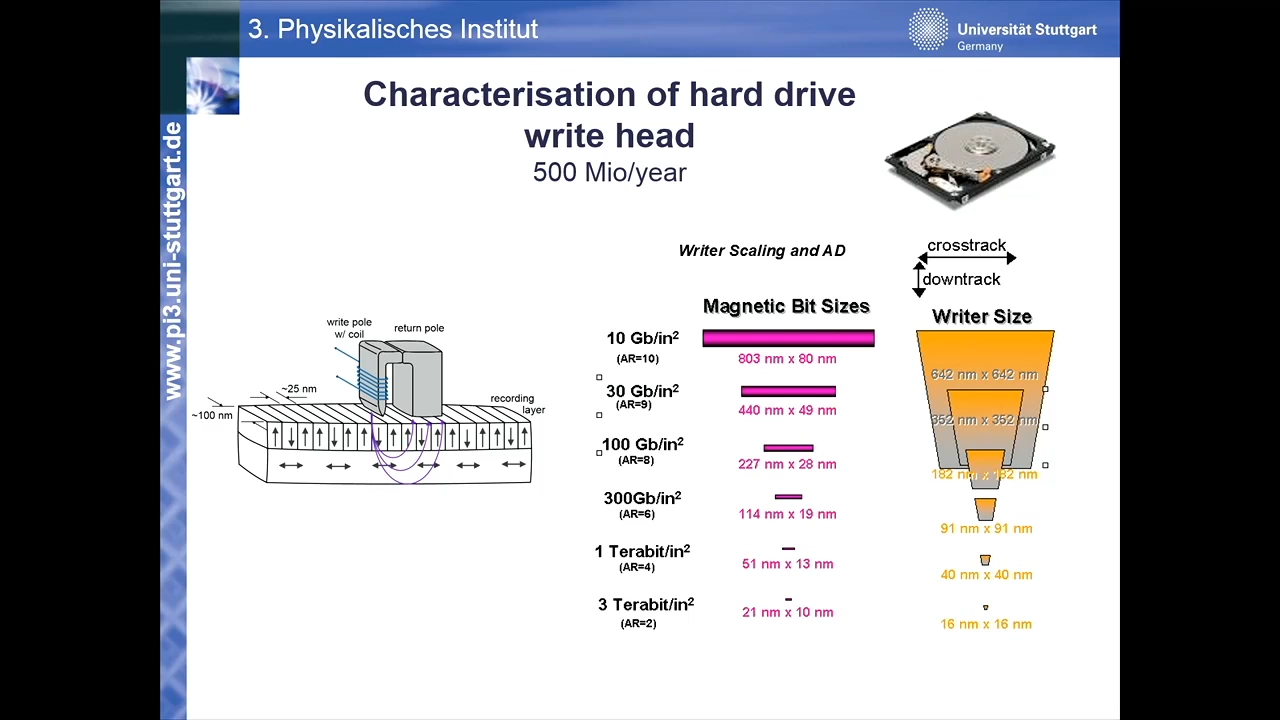 3. Physikalisches Institut
Universität Stuttgart
Germany
www.pi3.uni-stuttgart.de
Characterisation of hard drive
write head
500 Mio/year
Writer Scaling and AD
crosstrack
downtrack
Magnetic Bit Sizes
Writer Size
write pole
w/ coil
return pole
~25 nm
~100 nm
recording
layer
10 Gb/in²
(AR=10)
803 nm x 80 nm
642 nm x 642 nm
30 Gb/in²
(AR=9)
440 nm x 49 nm
352 nm x 352 nm
100 Gb/in²
(AR=8)
227 nm x 28 nm
182 nm x 182 nm
300Gb/in²
(AR=6)
114 nm x 19 nm
91 nm x 91 nm
1 Terabit/in²
(AR=4)
51 nm x 13 nm
40 nm x 40 nm
3 Terabit/in²
(AR=2)
21 nm x 10 nm
16 nm x 16 nm